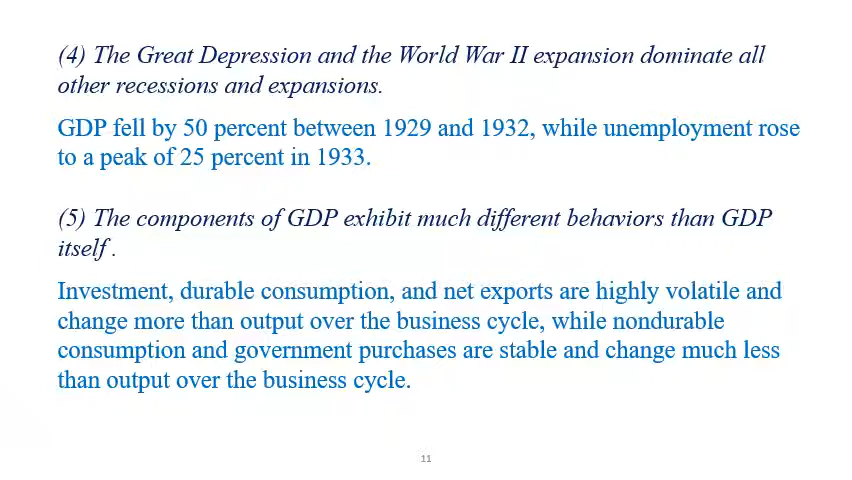 (4) The Great Depression and the World War II expansion dominate all
other recessions and expansions.
GDP fell by 50 percent between 1929 and 1932, while unemployment rose
to a peak of 25 percent in 1933.
(5) The components of GDP exhibit much different behaviors than GDP
itself .
Investment, durable consumption, and net exports are highly volatile and
change more than output over the business cycle, while nondurable
consumption and government purchases are stable and change much less
than output over the business cycle.
11